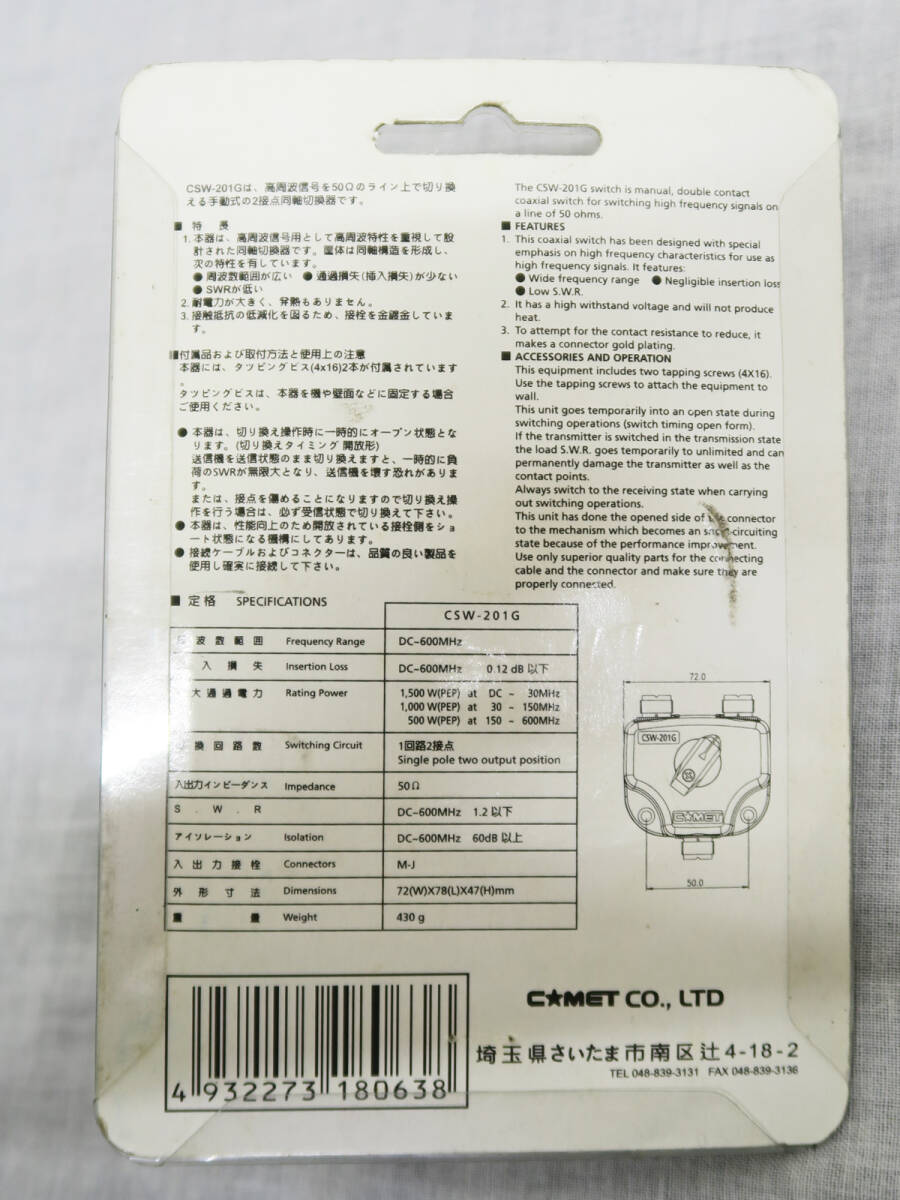 CSW-201Gは、高周波信号を50Ωのライン上で切り換
える手動式の2接点同軸切換器です。
■ 特 長
1. 本器は、高周波信号用として高周波特性を重視して設
計された同軸切換器です。筐体は同軸構造を形成し、
次の特性を有しています。
● 周波数範囲が広い ● 通過損失(挿入損失)が少ない
● SWRが低い
2. 耐電力が大きく、発熱もありません。
3. 接触抵抗の低減化を図るため、接栓を金鍍金していま
す。
■付属品および取付方法と使用上の注意
本器には、タッピングビス(4x16)2本が付属されています
。
タッピングビスは、本器を機や壁面などに固定する場合
ご使用ください。
● 本器は、切り換え操作時に一時的にオープン状態とな
ります。(切り換えタイミング 開放形)
送信機を送信状態のまま切り換えますと、一時的に負
荷のSWRが無限大となり、送信機を壊す恐れがありま
す。
または、接点を傷めることになりますので切り換え操
作を行う場合は、必ず受信状態で切り換えて下さい。
● 本器は、性能向上のため開放されている接栓側をショ
ート状態になる機構にしてあります。
● 接続ケーブルおよびコネクターは、品質の良い製品を
使用し確実に接続して下さい。
The CSW-201G switch is manual, double contact
coaxial switch for switching high frequency signals on
a line of 50 ohms.
■ FEATURES
1. This coaxial switch has been designed with special
emphasis on high frequency characteristics for use as
high frequency signals. It features:
● Wide frequency range ● Negligible insertion loss
● Low S.W.R.
2. It has a high withstand voltage and will not produce
heat.
3. To attempt for the contact resistance to reduce, it
makes a connector gold plating.
■ ACCESSORIES AND OPERATION
This equipment includes two tapping screws (4X16).
Use the tapping screws to attach the equipment to
wall.
This unit goes temporarily into an open state during
switching operations (switch timing open form).
If the transmitter is switched in the transmission state
the load S.W.R. goes temporarily to unlimited and can
permanently damage the transmitter as well as the
contact points.
Always switch to the receiving state when carrying
out switching operations.
This unit has done the opened side of the connector
to the mechanism which becomes an short-circuiting
state because of the performance improvement.
Use only superior quality parts for the connecting
cable and the connector and make sure they are
properly connected.
■ 定格 SPECIFICATIONS
CSW-201G
波数範囲 Frequency Range DC~600MHz
入損失 Insertion Loss DC~600MHz 0.12 dB 以下
大通過電力 Rating Power 1,500 W(PEP) at DC ~ 30MHz
1,000 W(PEP) at 30 ~ 150MHz
500 W(PEP) at 150 ~ 600MHz
換回路数 Switching Circuit 1回路2接点
Single pole two output position
入出力インピーダンス Impedance 50Ω
S . W . R DC~600MHz 1.2 以下
アイソレーション Isolation DC~600MHz 60dB 以上
入出力接栓 Connectors M-J
外形寸法 Dimensions 72(W)X78(L)X47(H)mm
重量 Weight 430 g
72.0
CSW-201G
C★MET
50.0
4 932273 180638
C★MET CO., LTD
埼玉県さいたま市南区辻4-18-2
TEL 048-839-3131 FAX 048-839-3136